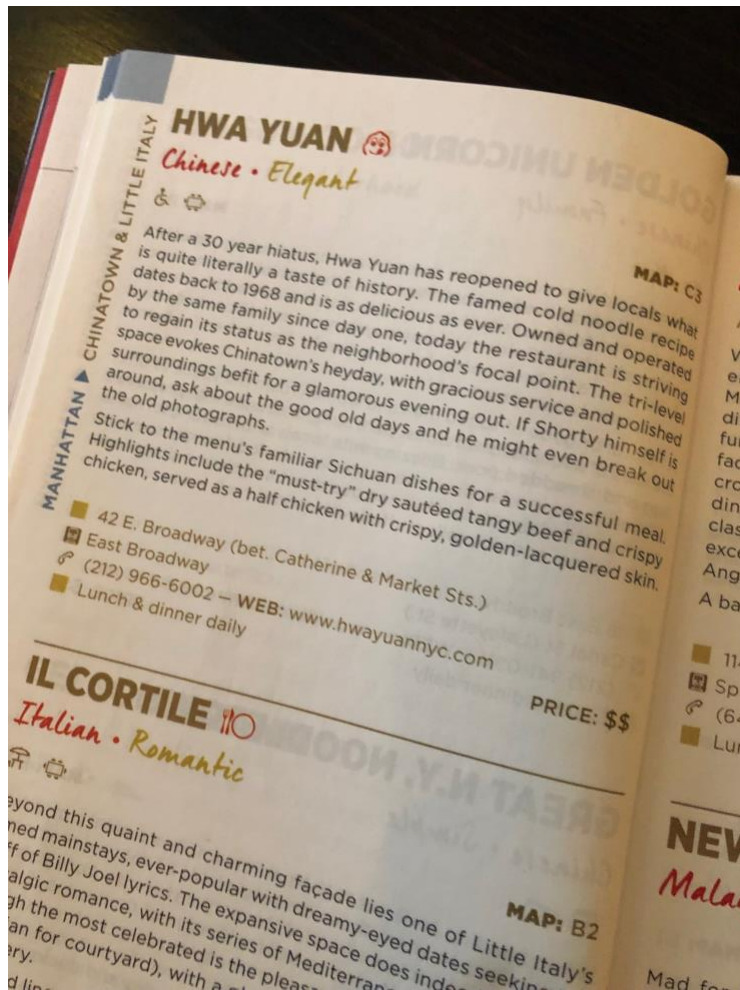 MANHATTAN ▶ CHINATOWN & LITTLE ITALY
HWA YUAN
Chinese • Elegant
MAP: C3
After a 30 year hiatus, Hwa Yuan has reopened to give locals what
is quite literally a taste of history. The famed cold noodle recipe
dates back to 1968 and is as delicious as ever. Owned and operated
by the same family since day one, today the restaurant is striving
to regain its status as the neighborhood's focal point. The tri-level
space evokes Chinatown's heyday, with gracious service and polished
surroundings befit for a glamorous evening out. If Shorty himself is
around, ask about the good old days and he might even break out
the old photographs.
Stick to the menu's familiar Sichuan dishes for a successful meal.
Highlights include the "must-try" dry sautéed tangy beef and crispy
chicken, served as a half chicken with crispy, golden-lacquered skin.
42 E. Broadway (bet. Catherine & Market Sts.)
East Broadway
(212) 966-6002 – WEB: www.hwayuannyc.com
Lunch & dinner daily
PRICE: $$
IL CORTILE
Italian • Romantic
MAP: B2
eyond this quaint and charming façade lies one of Little Italy's
ned mainstays, ever-popular with dreamy-eyed dates seeking
ff of Billy Joel lyrics. The expansive space does
algic romance, with its series of
gh the most celebrated is the
an for courtyard), with a
ery.
NEW
Mala
Mad for
A ba